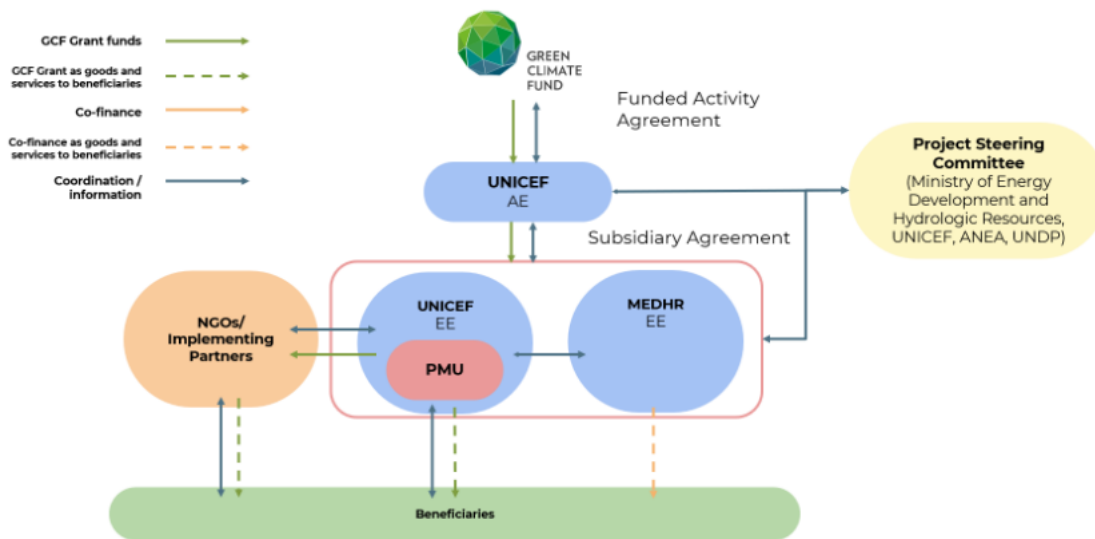 GCF Grant funds
GCF Grant as goods and
services to beneficiaries
Co-finance
Co-finance as goods and
services to beneficiaries
Coordination /
information
GREEN
CLIMATE
FUND
Funded Activity
Agreement
UNICEF
AE
Project Steering
Committee
(Ministry of Energy
Development and
Hydrologic Resources,
UNICEF, ANEA, UNDP)
Subsidiary Agreement
NGOs/
Implementing
Partners
UNICEF
EE
PMU
MEDHR
EE
Beneficiaries